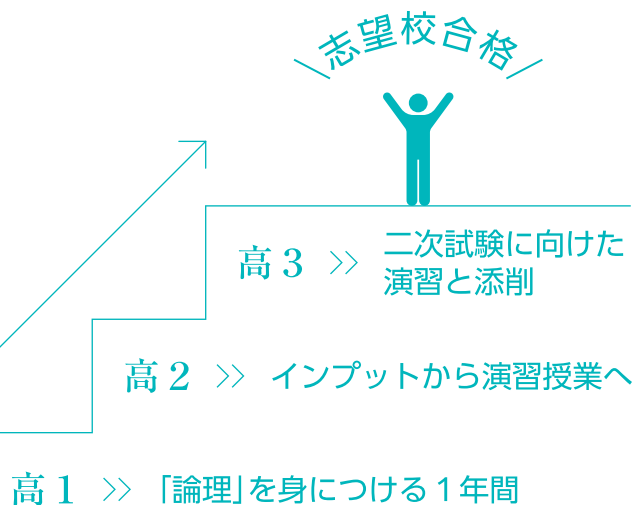 志望校合格
高3 >> 二次試験に向けた
演習と添削
高2 >> インプットから演習授業へ
高1 >> 「論理」を身につける1年間